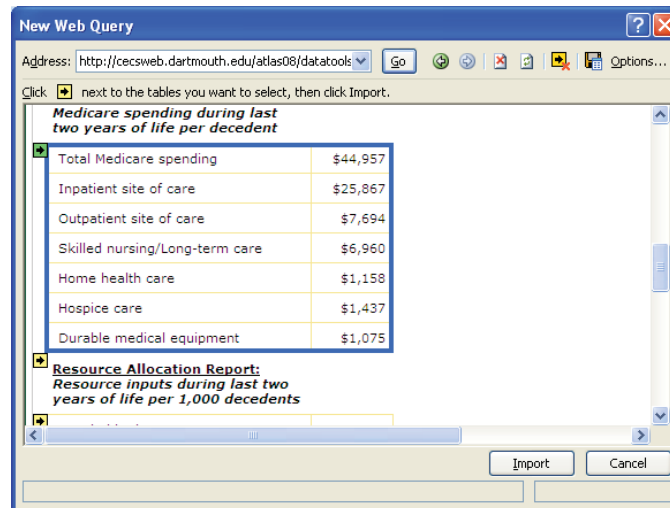 New Web Query
Address: http://cecsweb.dartmouth.edu/atlas08/datatools Go Options...
Click next to the tables you want to select, then click Import.
Medicare spending during last
two years of life per decedent
Total Medicare spending $44,957
Inpatient site of care $25,867
Outpatient site of care $7,694
Skilled nursing/Long-term care $6,960
Home health care $1,158
Hospice care $1,437
Durable medical equipment $1,075
Resource Allocation Report:
Resource inputs during last two
years of life per 1,000 decedents
Import Cancel